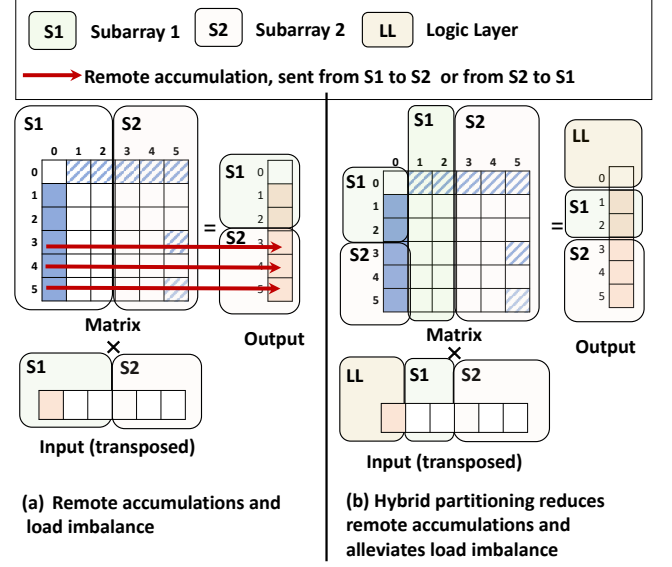 S1 Subarray 1 S2 Subarray 2 LL Logic Layer
Remote accumulation, sent from S1 to S2 or from S2 to S1
S1 S2
0 1 2 3 4 5
0
1
2
3
4
5
=
S1
S2
0
1
2
3
4
5
Matrix
Output
×
S1 S2
Input (transposed)
(a) Remote accumulations and
load imbalance
S1 S2
0 1 2 3 4 5
S1
S2
0
1
2
3
4
5
=
LL
S1
S2
0
1
2
3
4
5
Matrix
Output
×
LL S1 S2
Input (transposed)
(b) Hybrid partitioning reduces
remote accumulations and
alleviates load imbalance